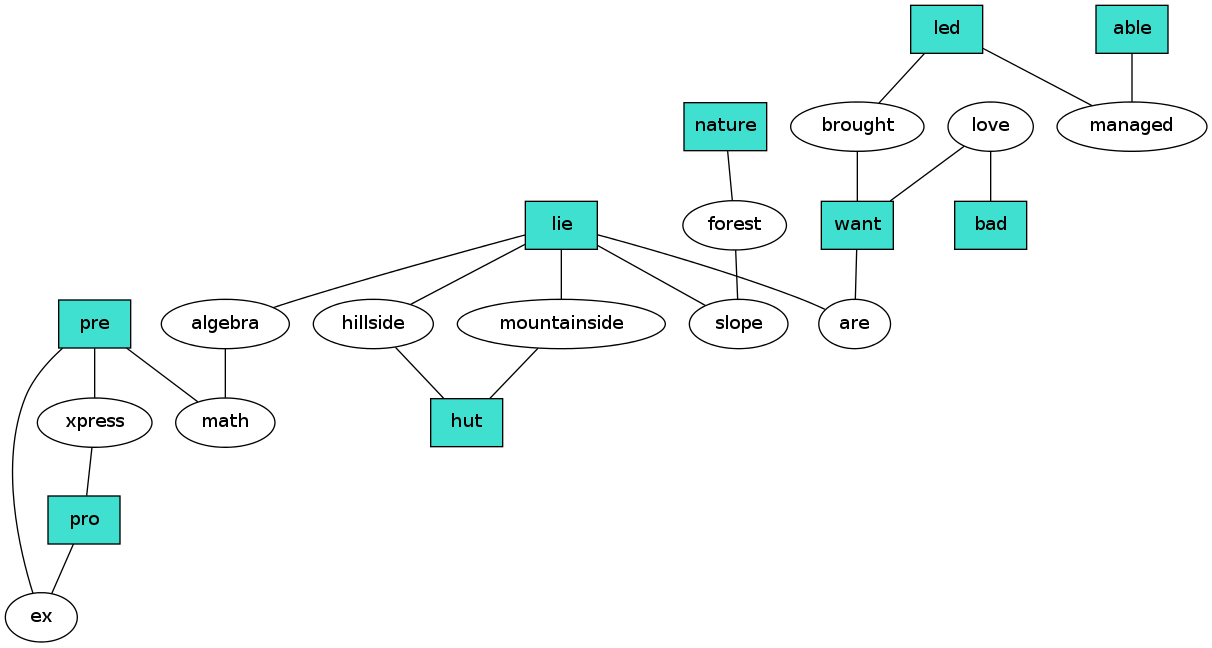 led
able
nature
brought
love
managed
lie
forest
want
bad
pre
algebra
hillside
mountainside
slope
are
xpress
math
hut
pro
ex